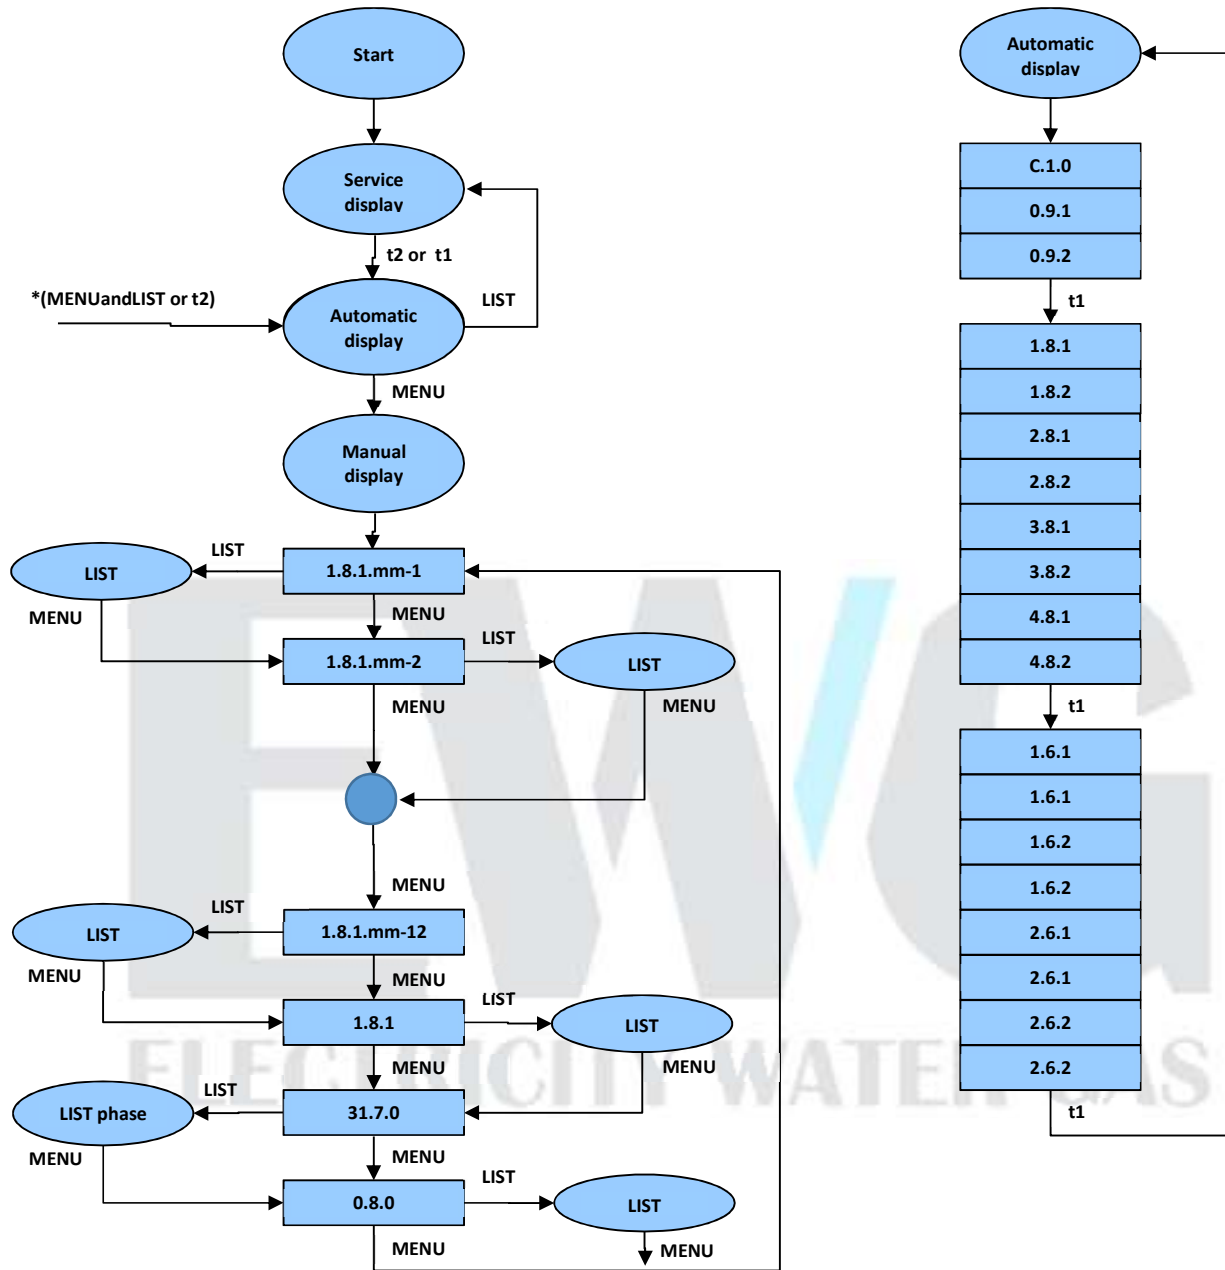 Start
Service
display
t2 or t1
*(MENUandLIST or t2)
Automatic
display
LIST
MENU
Manual
display
LIST
1.8.1.mm-1
LIST
MENU
MENU
1.8.1.mm-2
LIST
LIST
MENU
MENU
MENU
LIST
1.8.1.mm-12
LIST
MENU
MENU
1.8.1
LIST
LIST
MENU
MENU
31.7.0
LIST
LIST phase
MENU
MENU
0.8.0
LIST
LIST
MENU
MENU
Automatic
display
C.1.0
0.9.1
0.9.2
t1
1.8.1
1.8.2
2.8.1
2.8.2
3.8.1
3.8.2
4.8.1
4.8.2
t1
1.6.1
1.6.1
1.6.2
1.6.2
2.6.1
2.6.1
2.6.2
2.6.2
t1
EWG
ELECTRICITY WATER GAS